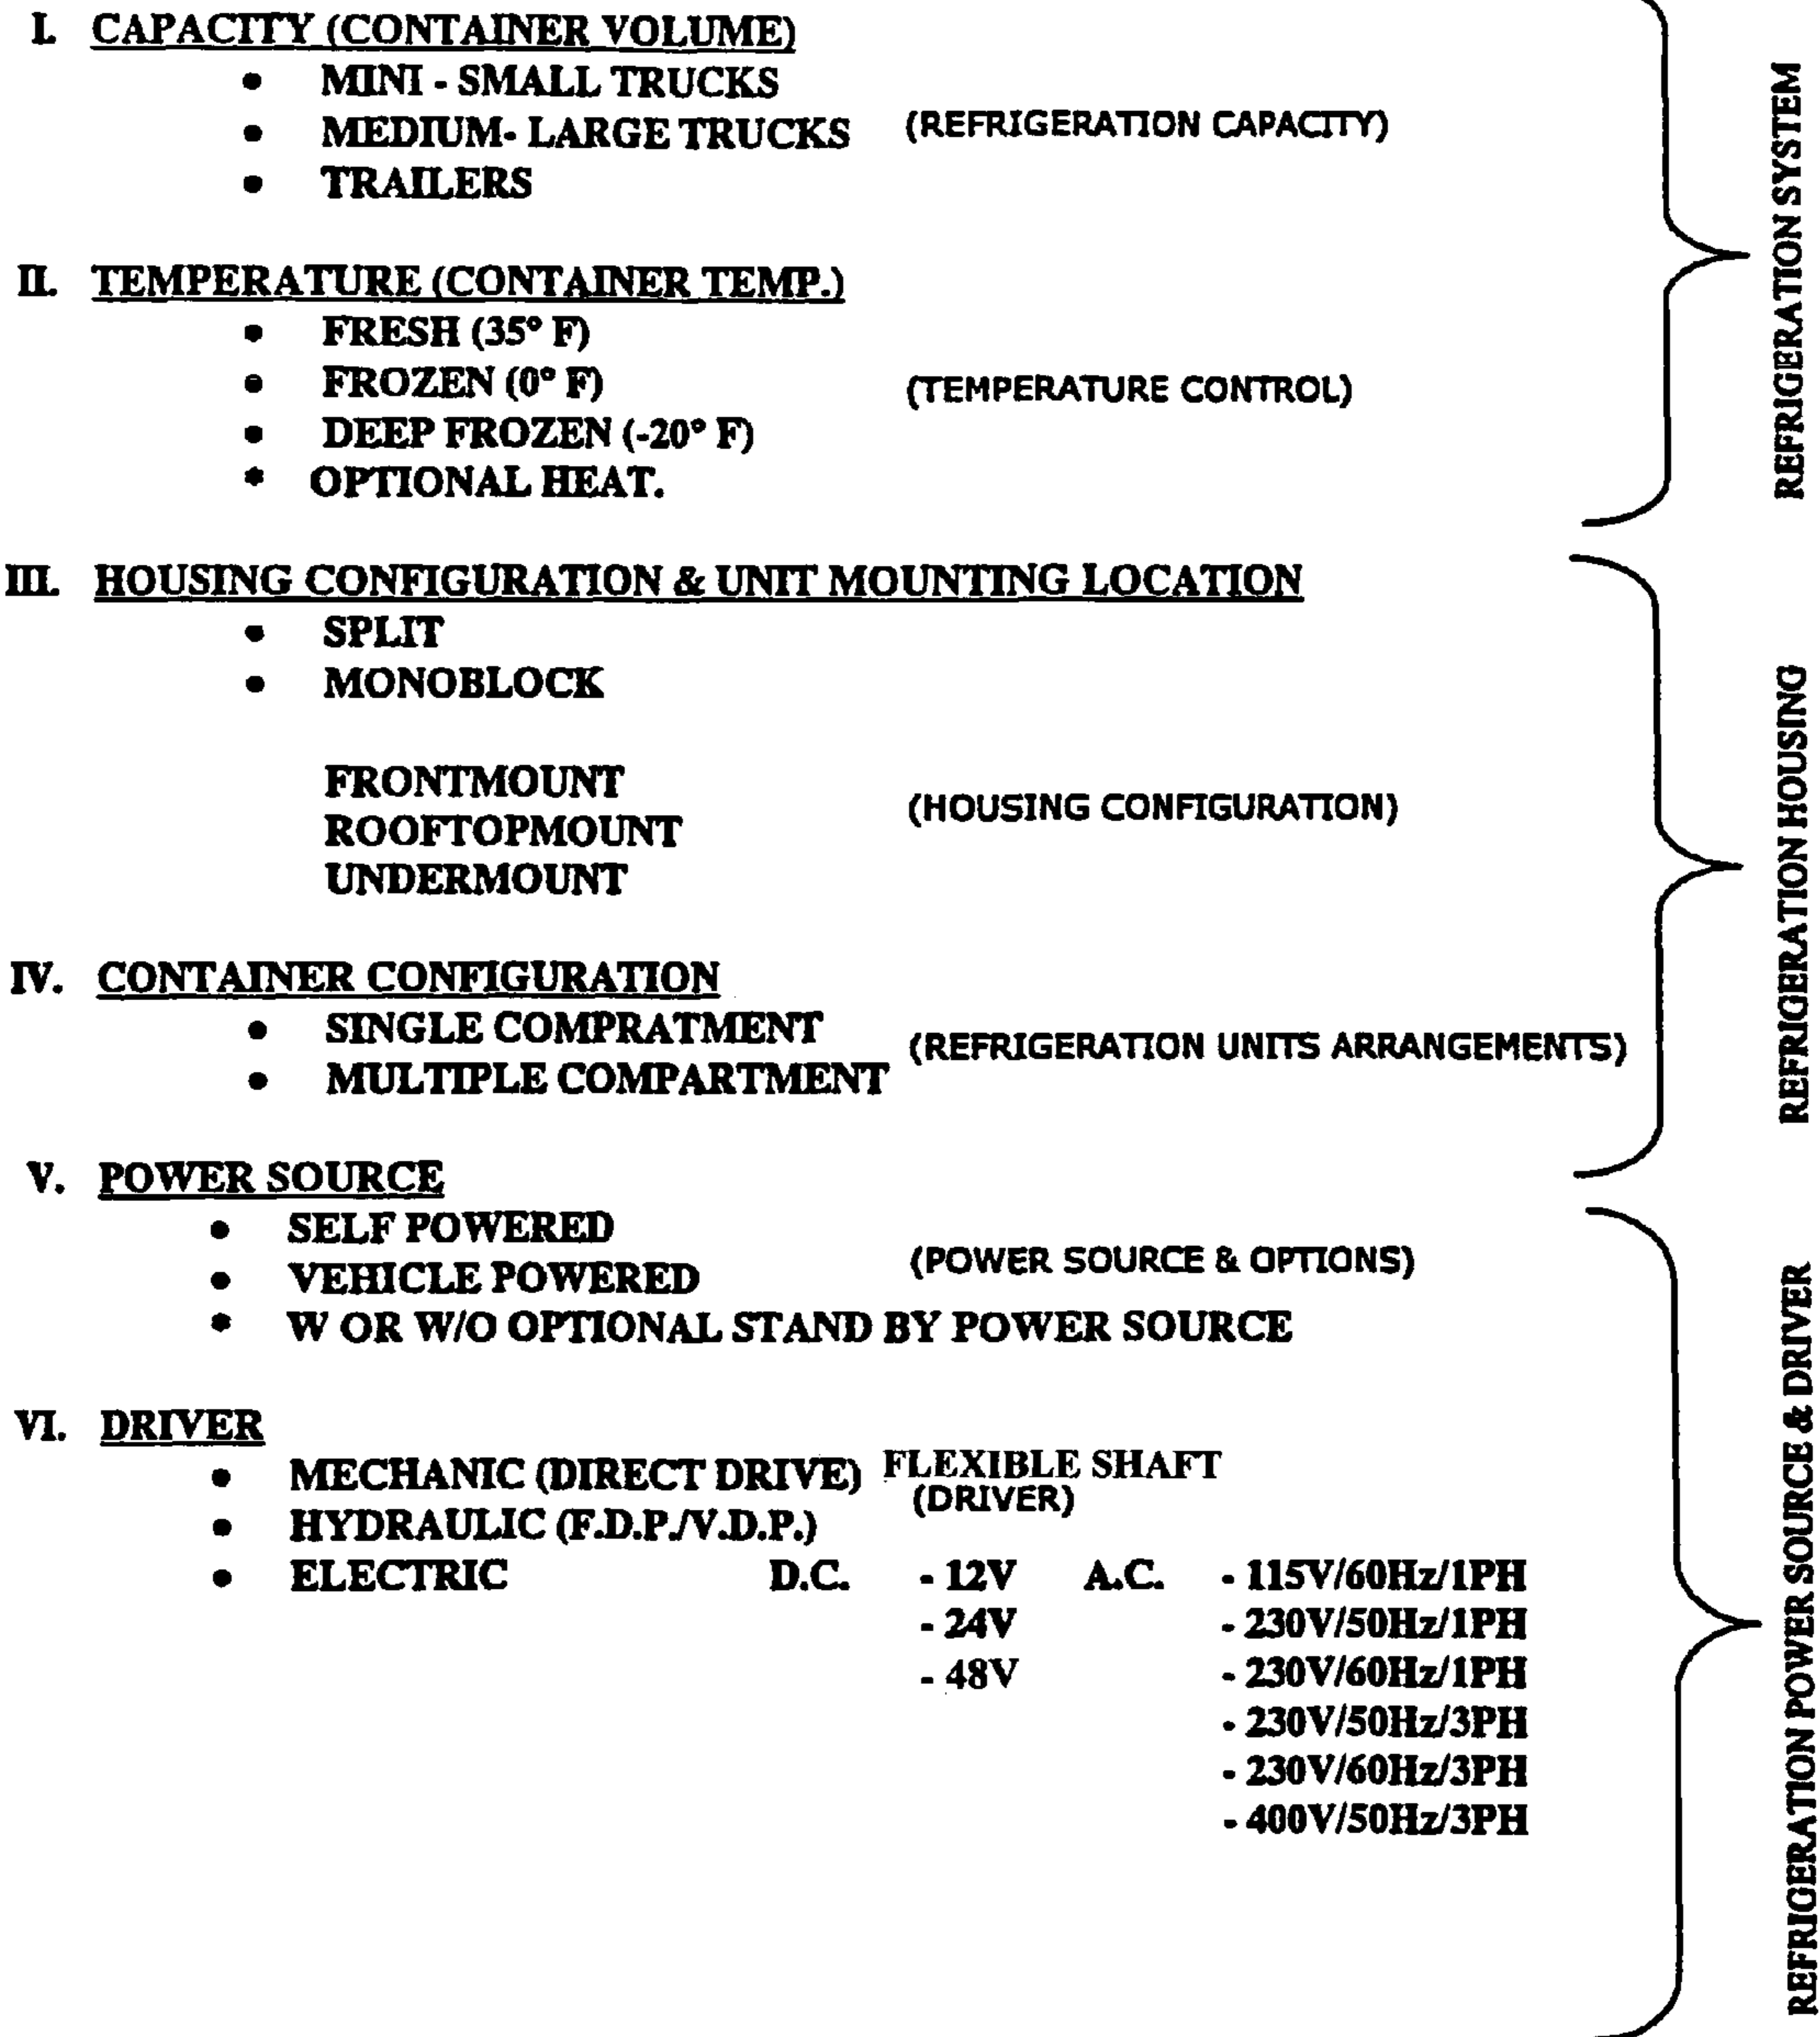 I. CAPACITY (CONTAINER VOLUME)
• MINI - SMALL TRUCKS
• MEDIUM- LARGE TRUCKS (REFRIGERATION CAPACITY)
• TRAILERS
II. TEMPERATURE (CONTAINER TEMP.)
• FRESH (35° F)
• FROZEN (0° F) (TEMPERATURE CONTROL)
• DEEP FROZEN (-20° F)
* OPTIONAL HEAT.
REFRIGERATION SYSTEM
III. HOUSING CONFIGURATION & UNIT MOUNTING LOCATION
• SPLIT
• MONOBLOCK
FRONTMOUNT
ROOFTOPMOUNT (HOUSING CONFIGURATION)
UNDERMOUNT
IV. CONTAINER CONFIGURATION
• SINGLE COMPRATMENT (REFRIGERATION UNITS ARRANGEMENTS)
• MULTIPLE COMPARTMENT
REFRIGERATION HOUSING
V. POWER SOURCE
• SELF POWERED (POWER SOURCE & OPTIONS)
• VEHICLE POWERED
* W OR W/O OPTIONAL STAND BY POWER SOURCE
VI. DRIVER
• MECHANIC (DIRECT DRIVE) FLEXIBLE SHAFT
(DRIVER)
• HYDRAULIC (F.D.P./V.D.P.)
• ELECTRIC D.C. - 12V A.C. - 115V/60Hz/1PH
- 24V - 230V/50Hz/1PH
- 48V - 230V/60Hz/1PH
- 230V/50Hz/3PH
- 230V/60Hz/3PH
- 400V/50Hz/3PH
REFRIGERATION POWER SOURCE & DRIVER